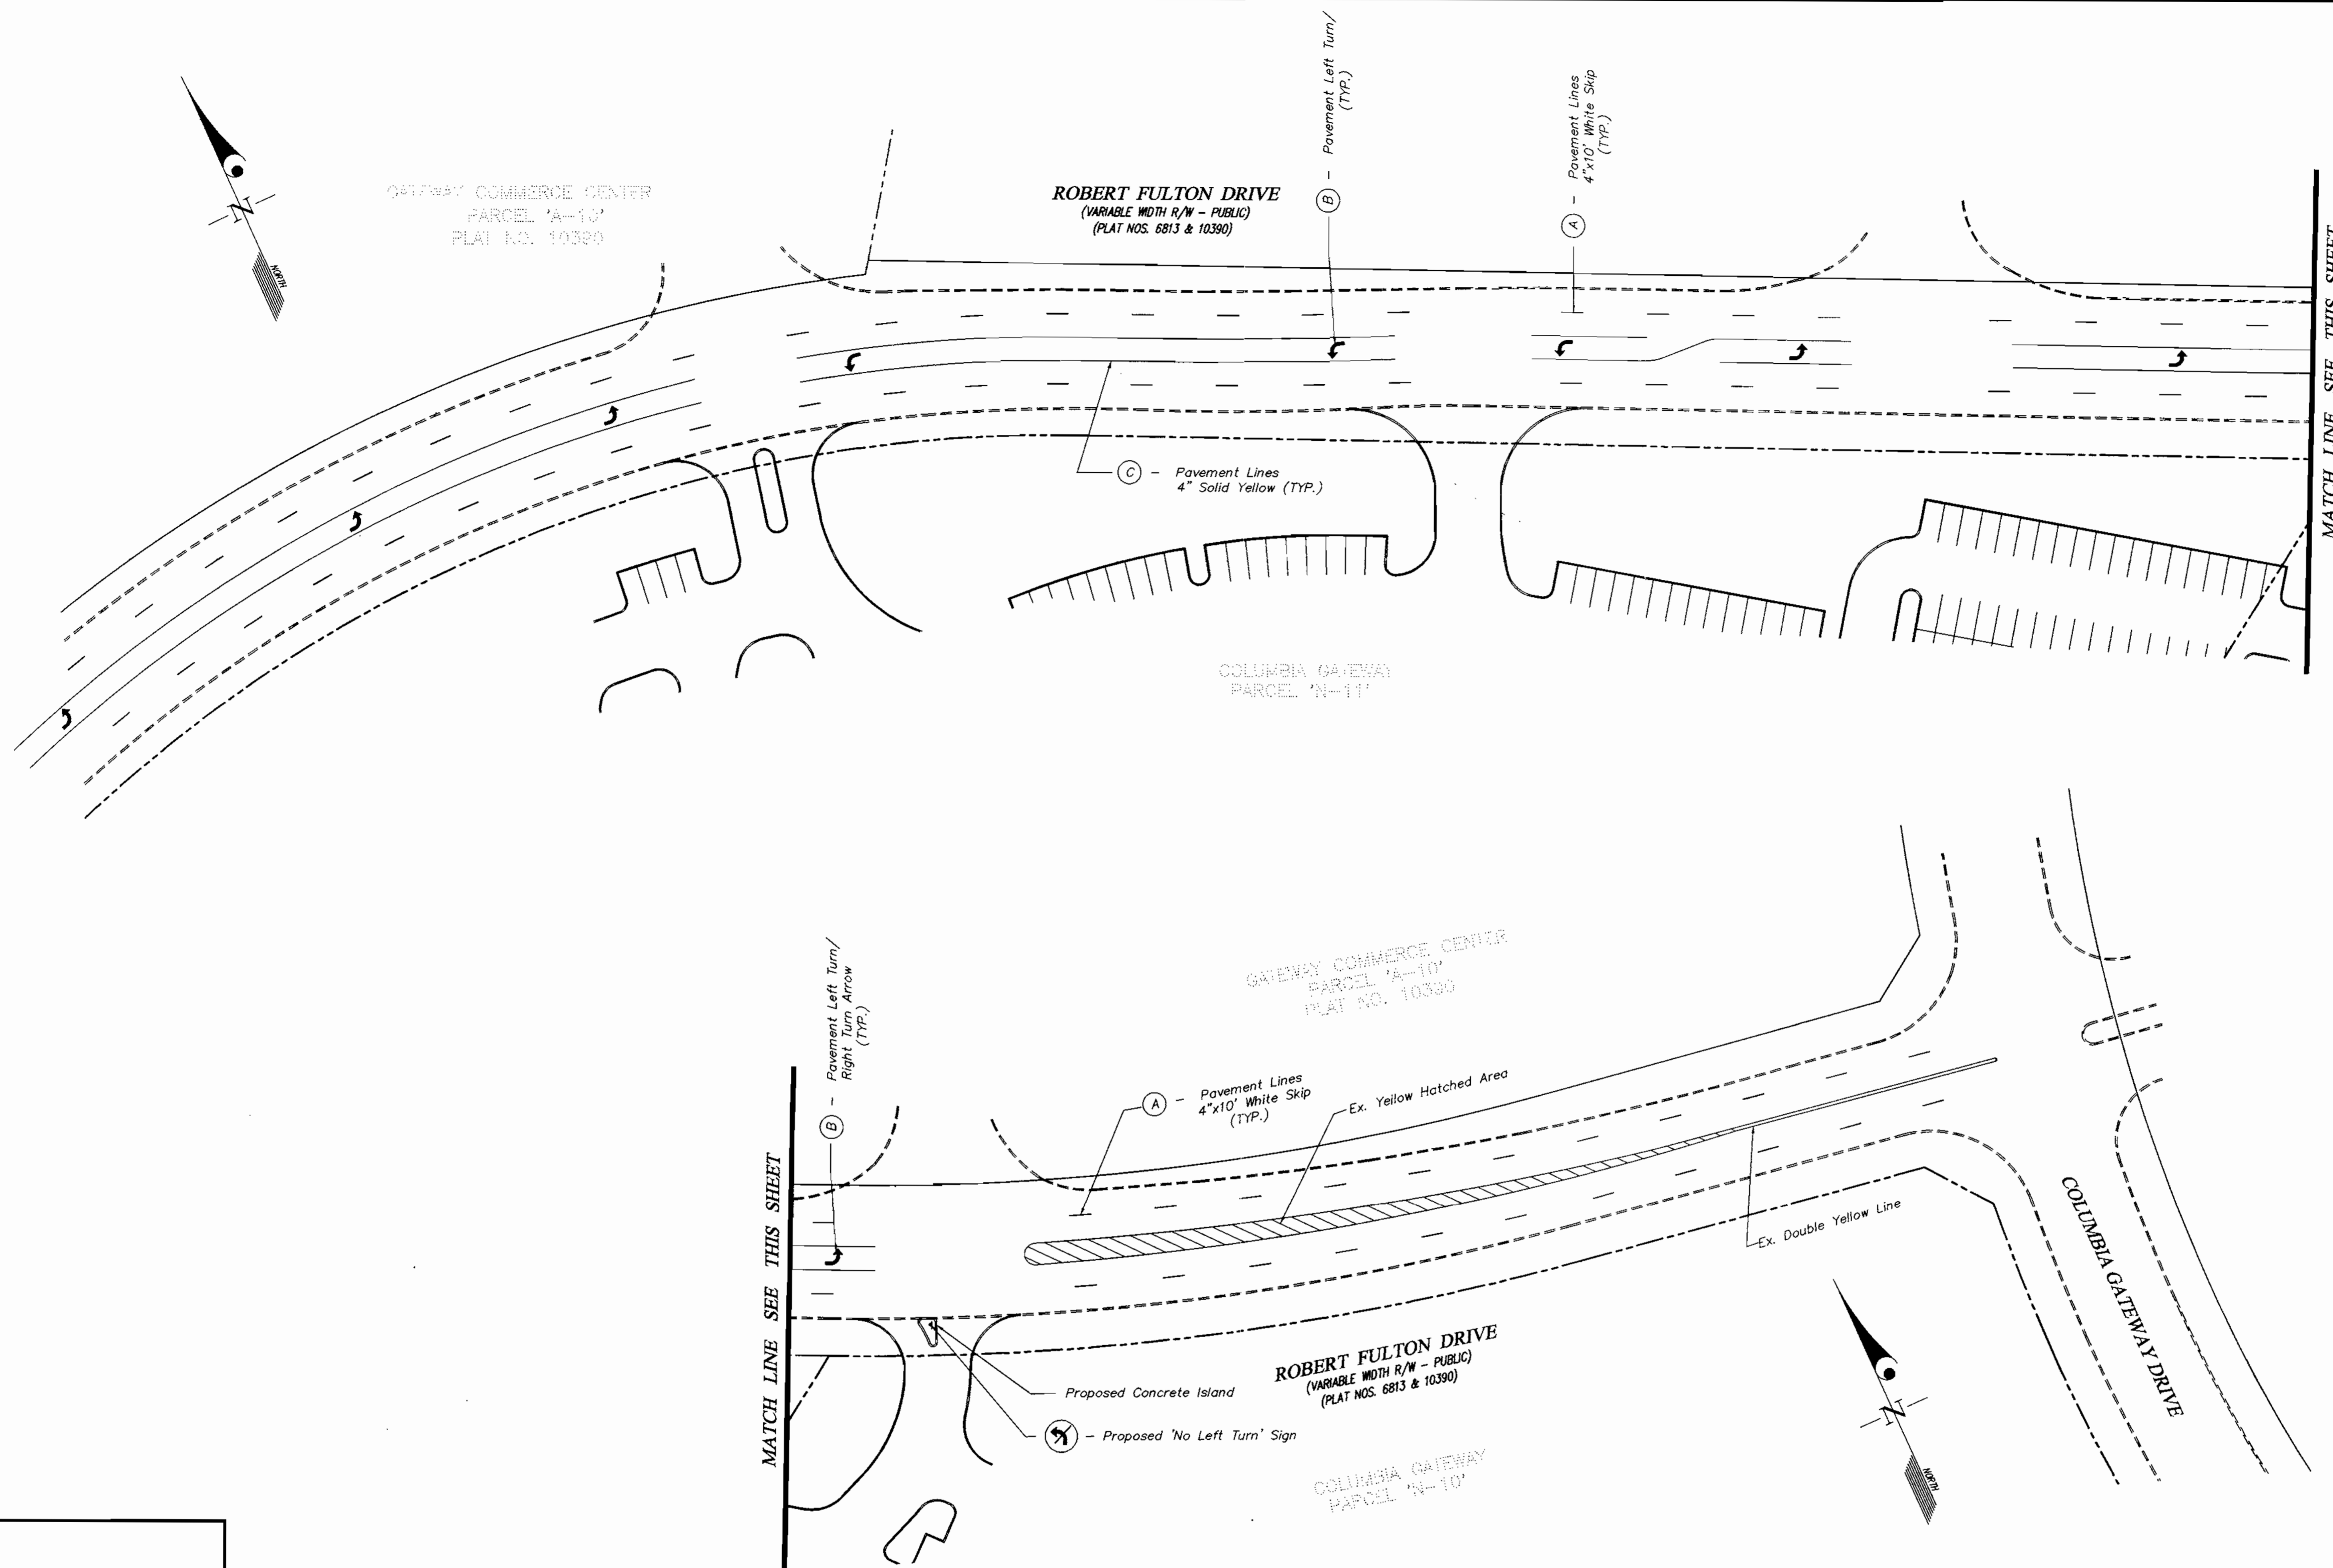 GATEWAY COMMERCE CENTER
PARCEL 'A-10'
PLAT NO. 10390
N
NORTH
ROBERT FULTON DRIVE
(VARIABLE WIDTH R/W - PUBLIC)
(PLAT NOS. 6813 & 10390)
B - Pavement Left Turn/
(TYP.)
A - Pavement Lines
4"x10' White Skip
(TYP.)
C - Pavement Lines
4" Solid Yellow (TYP.)
COLUMBIA GATEWAY
PARCEL 'N-11'
MATCH LINE SEE THIS SHEET
MATCH LINE SEE THIS SHEET
B - Pavement Left Turn/
Right Turn Arrow
(TYP.)
GATEWAY COMMERCE CENTER
PARCEL 'A-10'
PLAT NO. 10390
A - Pavement Lines
4"x10' White Skip
(TYP.)
Ex. Yellow Hatched Area
Ex. Double Yellow Line
COLUMBIA GATEWAY DRIVE
ROBERT FULTON DRIVE
(VARIABLE WIDTH R/W - PUBLIC)
(PLAT NOS. 6813 & 10390)
Proposed Concrete Island
- Proposed 'No Left Turn' Sign
COLUMBIA GATEWAY
PARCEL 'N-10'
N
NORTH